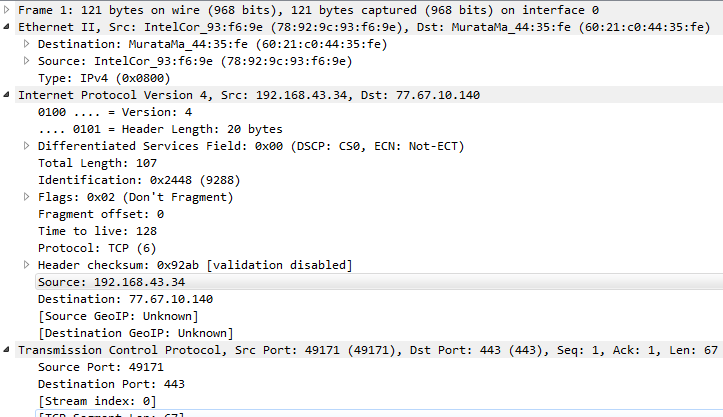 Frame 1: 121 bytes on wire (968 bits), 121 bytes captured (968 bits) on interface 0
Ethernet II, Src: IntelCor_93:f6:9e (78:92:9c:93:f6:9e), Dst: MurataMa_44:35:fe (60:21:c0:44:35:fe)
Destination: MurataMa_44:35:fe (60:21:c0:44:35:fe)
Source: IntelCor_93:f6:9e (78:92:9c:93:f6:9e)
Type: IPv4 (0x0800)
Internet Protocol Version 4, Src: 192.168.43.34, Dst: 77.67.10.140
0100 .... = Version: 4
.... 0101 = Header Length: 20 bytes
Differentiated Services Field: 0x00 (DSCP: CS0, ECN: Not-ECT)
Total Length: 107
Identification: 0x2448 (9288)
Flags: 0x02 (Don't Fragment)
Fragment offset: 0
Time to live: 128
Protocol: TCP (6)
Header checksum: 0x92ab [validation disabled]
Source: 192.168.43.34
Destination: 77.67.10.140
[Source GeoIP: Unknown]
[Destination GeoIP: Unknown]
Transmission Control Protocol, Src Port: 49171 (49171), Dst Port: 443 (443), Seq: 1, Ack: 1, Len: 67
Source Port: 49171
Destination Port: 443
[Stream index: 0]
[TCP Segment Len: 67]